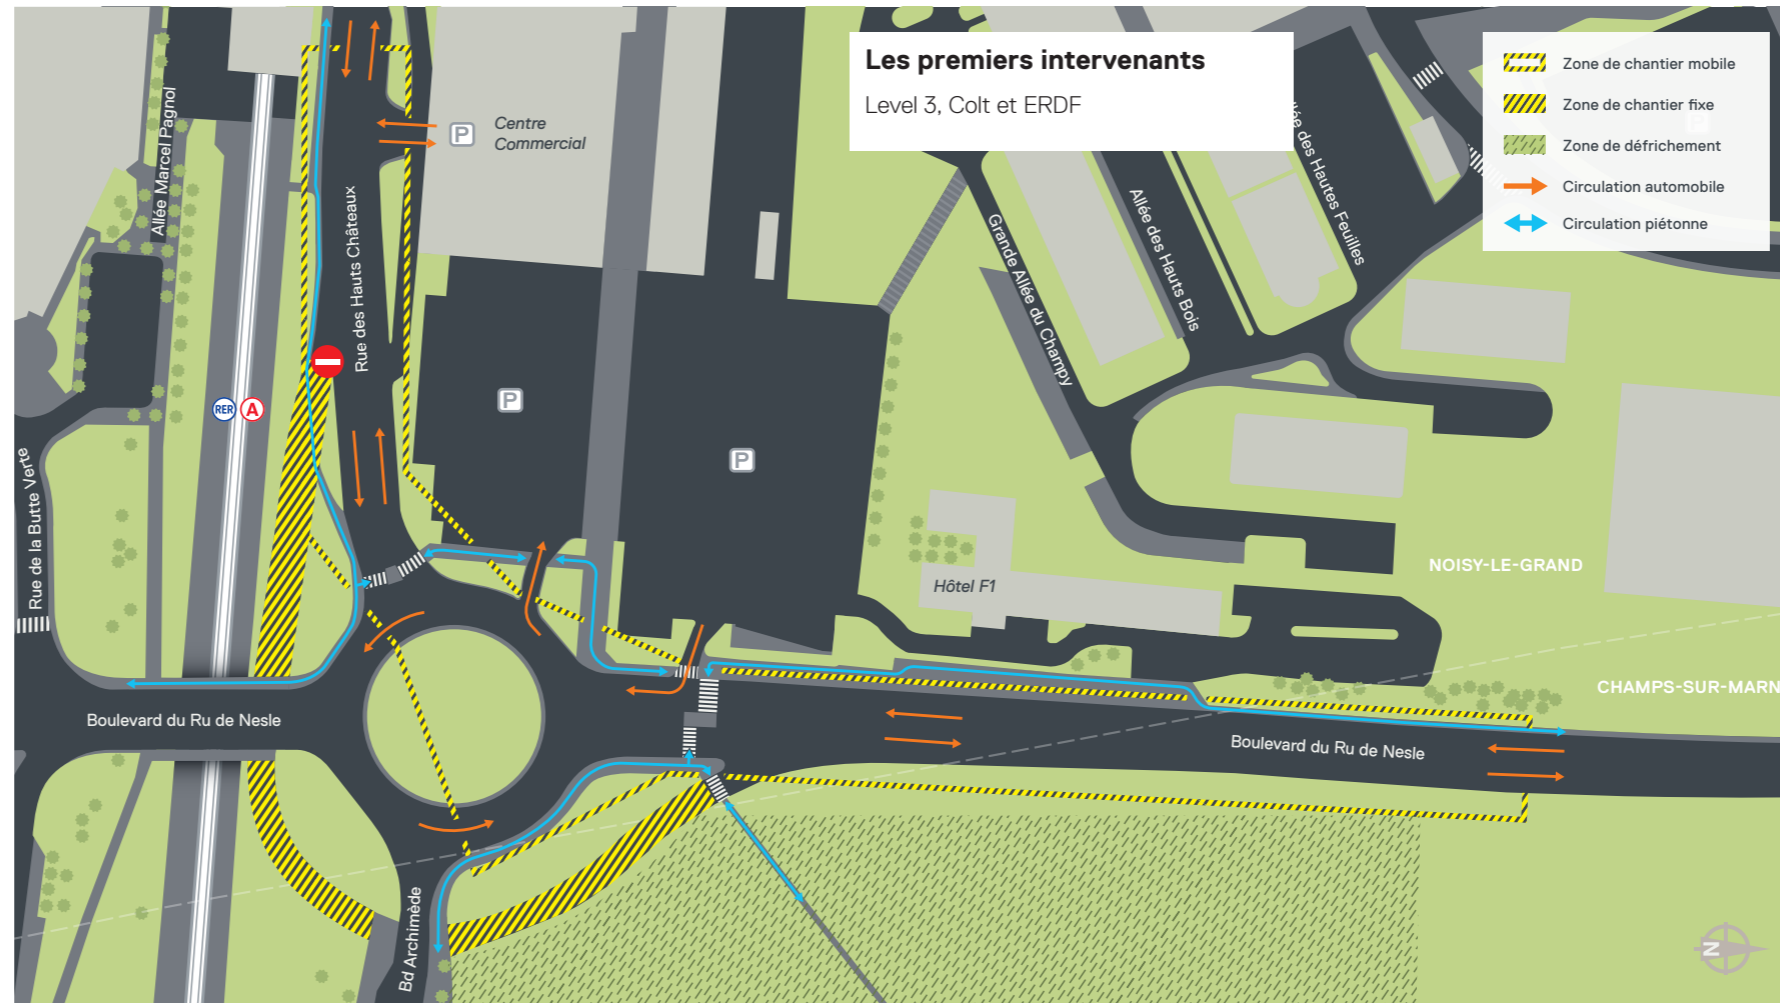 Les premiers intervenants
Level 3, Colt et ERDF
Zone de chantier mobile
Zone de chantier fixe
Zone de défrichement
Circulation automobile
Circulation piétonne
P
Allée Marcel Pagnol
P
Centre
Commercial
Rue des Hauts Châteaux
Grande Allée du Champy
Allée des Hauts Bois
des Hautes Feuilles
RER
A
P
P
Rue de la Butte Verte
Hôtel F1
NOISY-LE-GRAND
CHAMPS-SUR-MARN
Boulevard du Ru de Nesle
Boulevard du Ru de Nesle
Bd Archimède
N